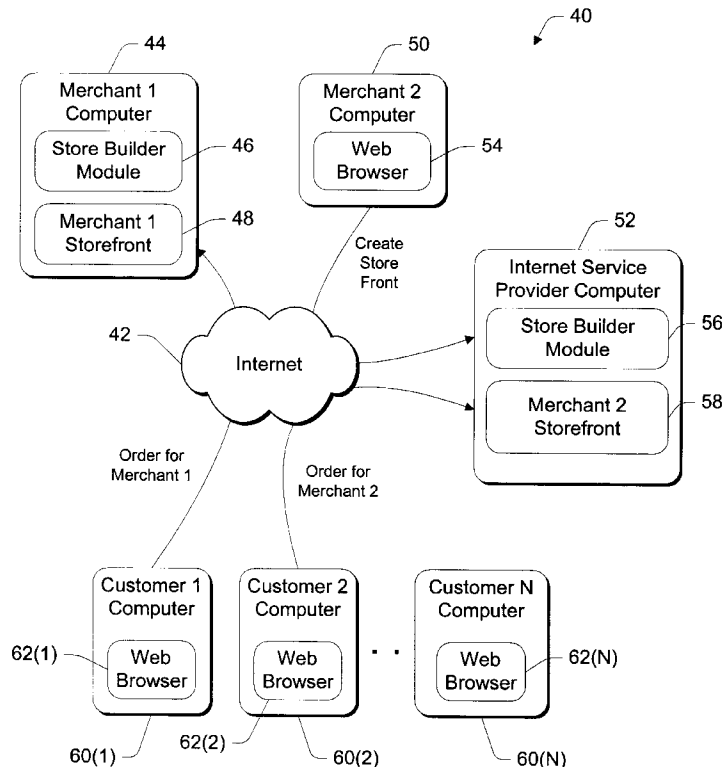 40
44
Merchant 1
Computer
Store Builder
Module
46
Merchant 1
Storefront
48
50
Merchant 2
Computer
Web
Browser
54
Create
Store
Front
52
Internet Service
Provider Computer
Store Builder
Module
56
Merchant 2
Storefront
58
42
Internet
Order for
Merchant 1
Order for
Merchant 2
Customer 1
Computer
Web
Browser
62(1)
60(1)
Customer 2
Computer
Web
Browser
62(2)
60(2)
Customer N
Computer
Web
Browser
62(N)
60(N)